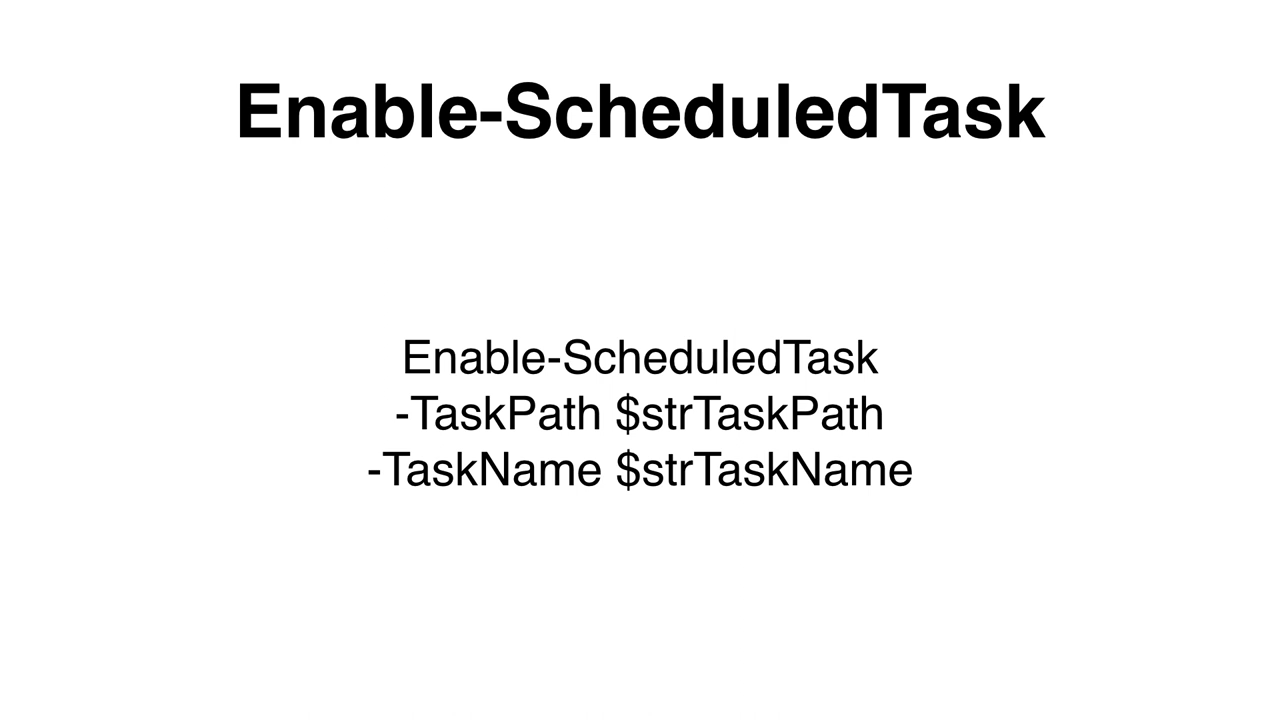 Enable-ScheduledTask
Enable-ScheduledTask
-TaskPath $strTaskPath
-TaskName $strTaskName